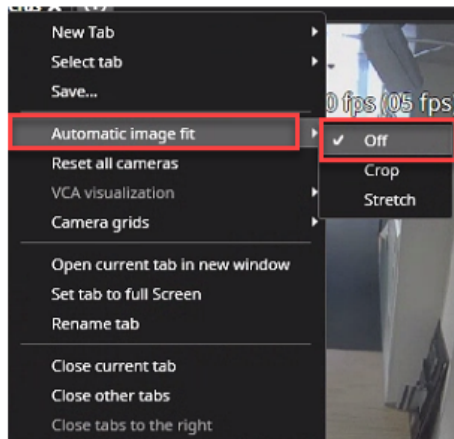 New Tab
Select tab
Save...
0 fps (05 fps
Automatic image fit
Off
Reset all cameras
Crop
VCA visualization
Stretch
Camera grids
Open current tab in new window
Set tab to full Screen
Rename tab
Close current tab
Close other tabs
Close tabs to the right